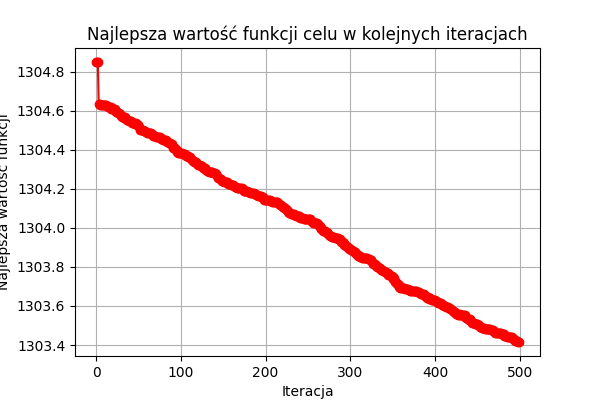 Najlepsza wartość funkcji celu w kolejnych iteracjach
Najlepsza wartość funkcji
1304.8
1304.6
1304.4
1304.2
1304.0
1303.8
1303.6
1303.4
0 100 200 300 400 500
Iteracja